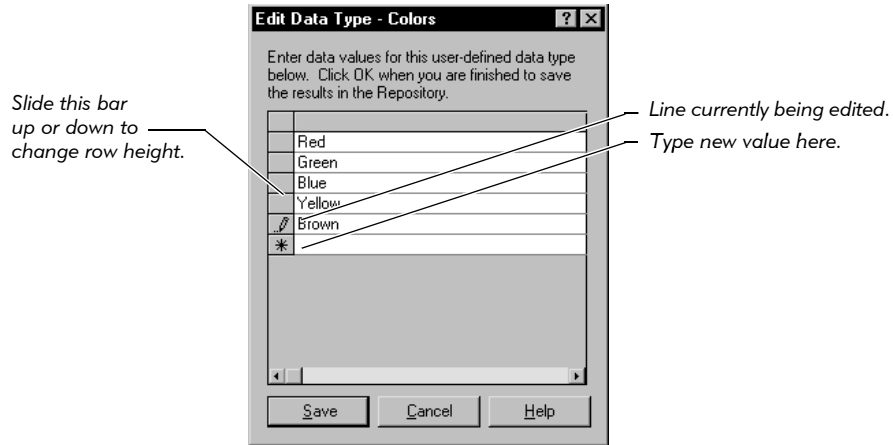 Edit Data Type - Colors
Enter data values for this user-defined data type
below. Click OK when you are finished to save
the results in the Repository.
Slide this bar
up or down to
change row height.
Line currently being edited.
Type new value here.
Red
Green
Blue
Yellow
Brown
Save
Cancel
Help